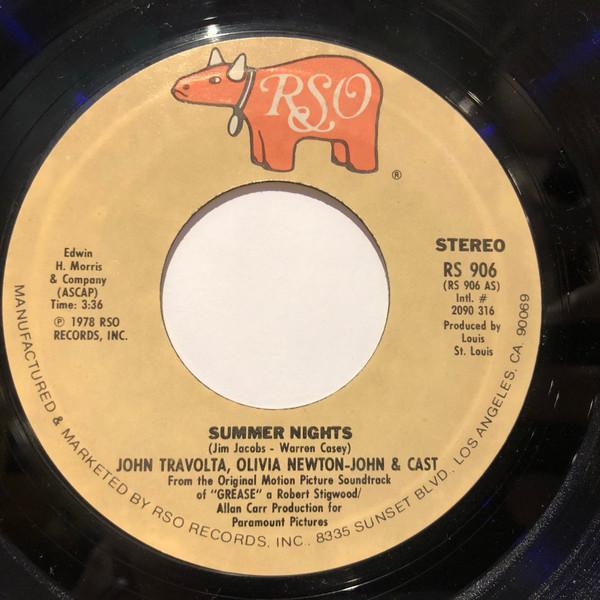 RSO
®
Edwin
H. Morris
& Company
(ASCAP)
Time: 3:36
℗ 1978 RSO
RECORDS, INC.
STEREO
RS 906
(RS 906 AS)
Intl. #
2090 316
Produced by
Louis
St. Louis
SUMMER NIGHTS
(Jim Jacobs - Warren Casey)
JOHN TRAVOLTA, OLIVIA NEWTON-JOHN & CAST
From the Original Motion Picture Soundtrack
of "GREASE" a Robert Stigwood/
Allan Carr Production for
Paramount Pictures
MANUFACTURED & MARKETED BY RSO RECORDS, INC., 8335 SUNSET BLVD., LOS ANGELES, CA. 90069